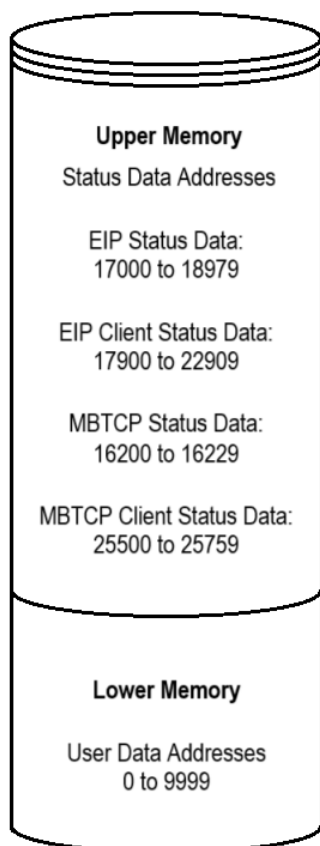 Upper Memory
Status Data Addresses
EIP Status Data:
17000 to 18979
EIP Client Status Data:
17900 to 22909
MBTCP Status Data:
16200 to 16229
MBTCP Client Status Data:
25500 to 25759
Lower Memory
User Data Addresses
0 to 9999